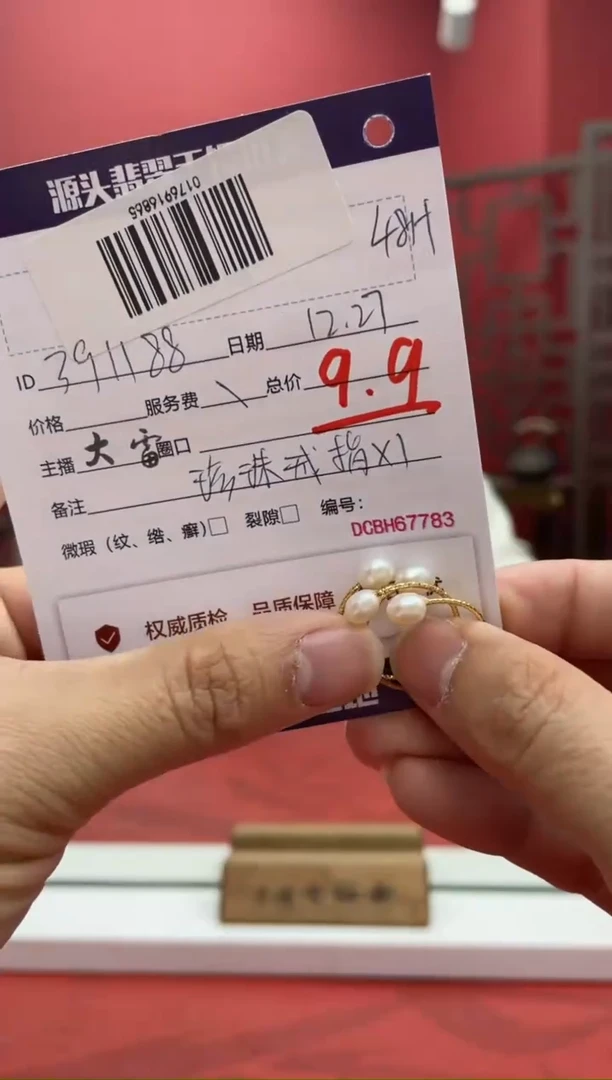 源头翡翠
0176916865
48H
ID 391188 日期 12.27
价格 服务费 \ 总价 9.9
主播 大雷 圈口
备注 珍珠戒指X1
微瑕（纹、绺、癣）□ 裂隙□ 编号：
DCBH67783
权威质检 品质保障